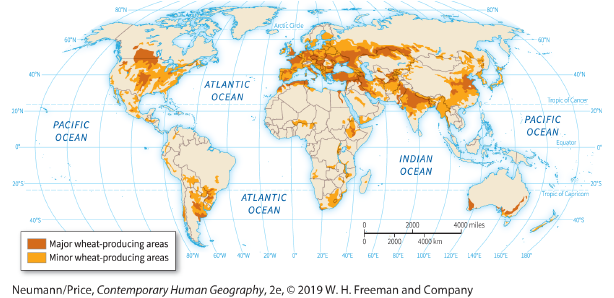 80°N
80°N
Arctic Circle
60°N
60°N
40°N
40°N
ATLANTIC
OCEAN
Tropic of Cancer
20°N
20°N
PACIFIC
OCEAN
PACIFIC
OCEAN
Equator
0°
0°
INDIAN
OCEAN
20°S
20°S
Tropic of Capricorn
ATLANTIC
OCEAN
40°S
40°S
0 2000 4000 miles
0 2000 4000 km
80°W 60°W 40°W 20°W 0° 20°E 40°E 60°E 80°E 100°E 120°E 140°E 160°E
Major wheat-producing areas
Minor wheat-producing areas
Neumann/Price, Contemporary Human Geography, 2e, © 2019 W. H. Freeman and Company